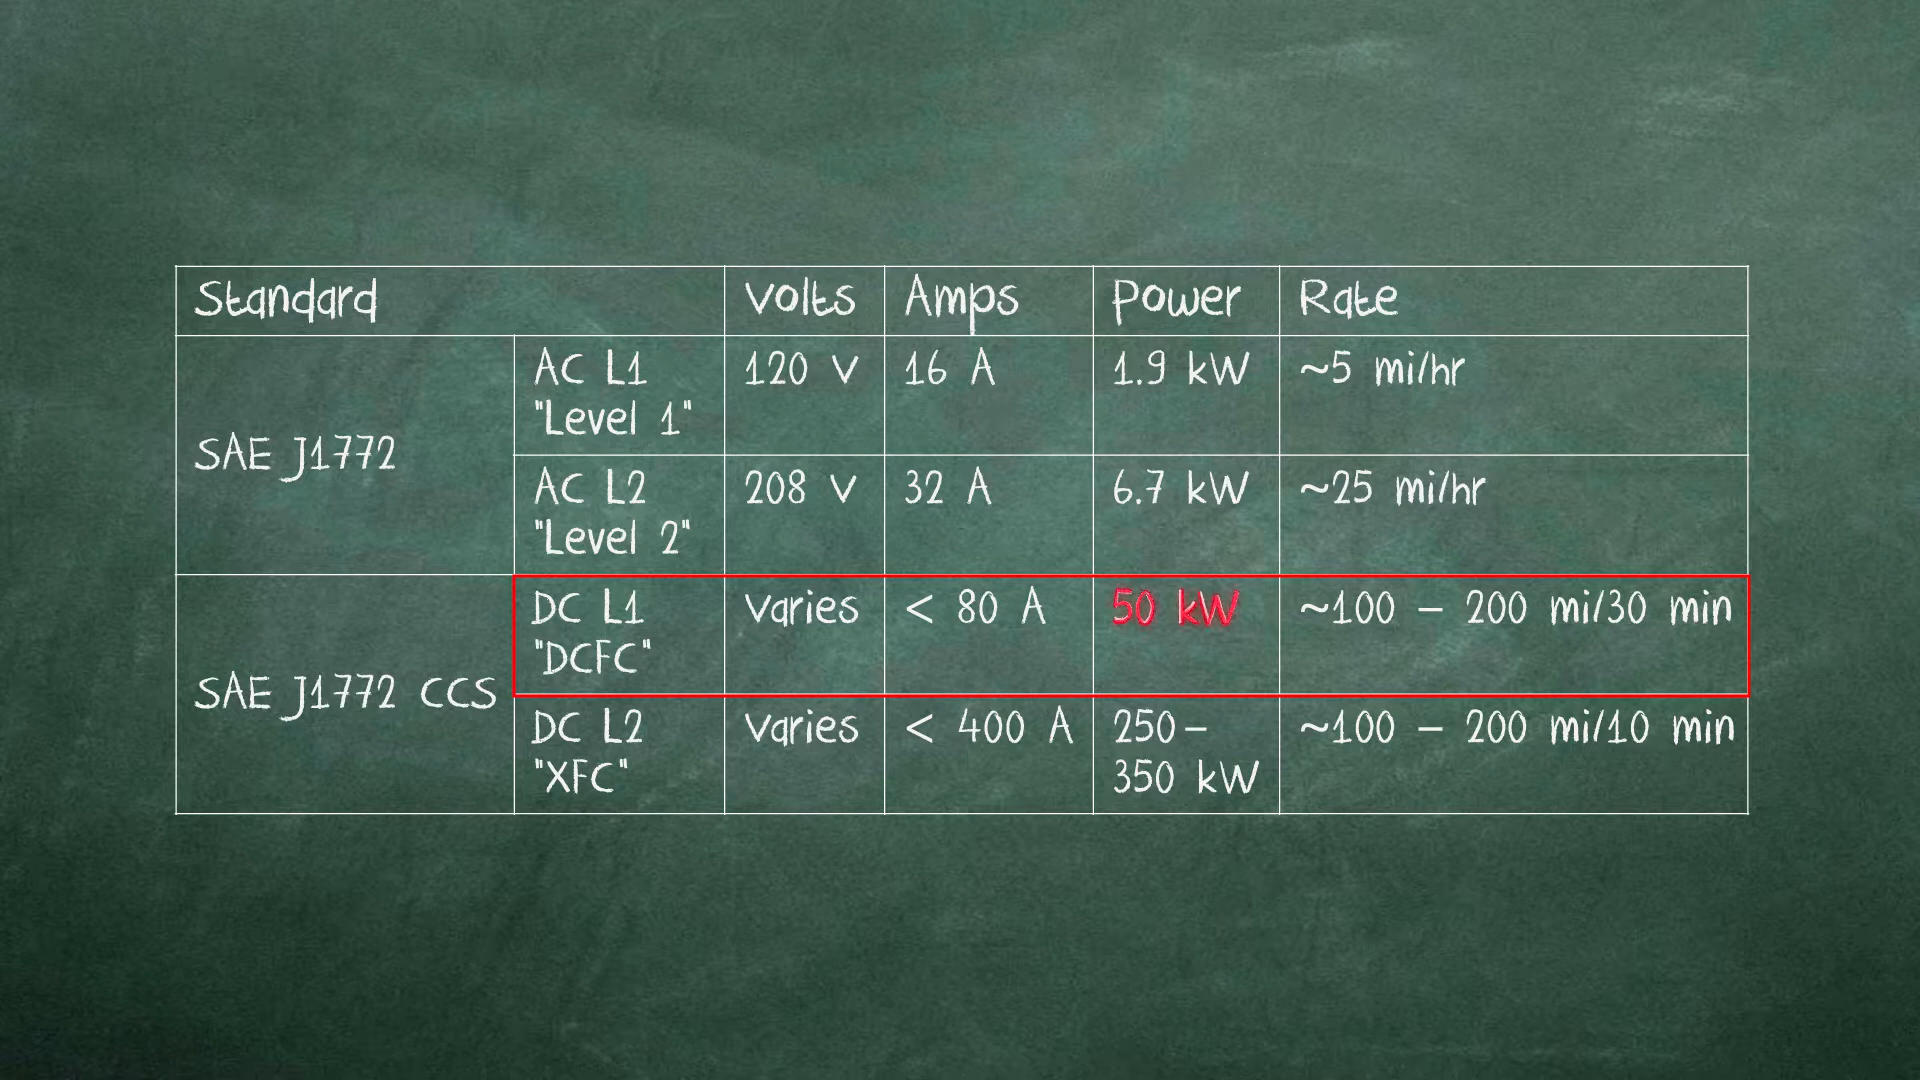 Standard Volts Amps Power Rate
SAE J1772
AC L1 120 V 16 A 1.9 kW ~5 mi/hr
"Level 1"
AC L2 208 V 32 A 6.7 kW ~25 mi/hr
"Level 2"
SAE J1772 CCS
DC L1 Varies < 80 A 50 kW ~100 – 200 mi/30 min
"DCFC"
DC L2 Varies < 400 A 250– ~100 – 200 mi/10 min
"XFC" 350 kW